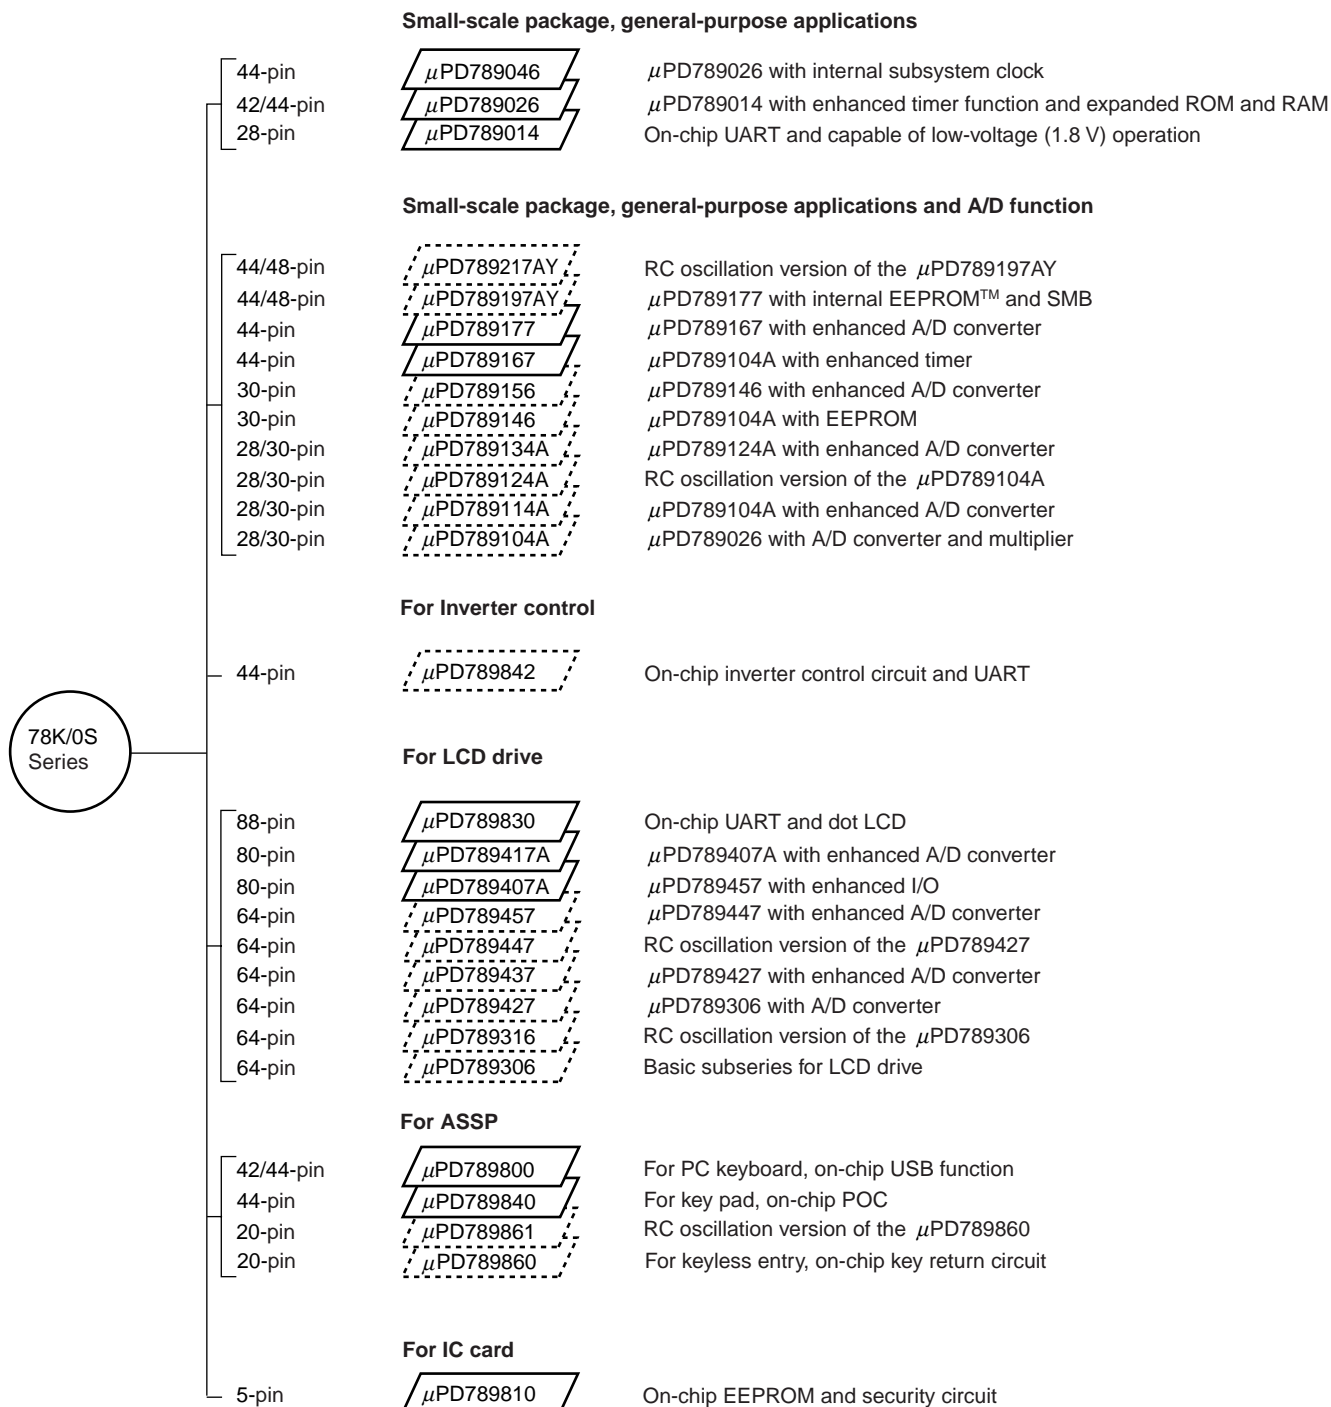 Small-scale package, general-purpose applications
44-pin μPD789046 μPD789026 with internal subsystem clock
42/44-pin μPD789026 μPD789014 with enhanced timer function and expanded ROM and RAM
28-pin μPD789014 On-chip UART and capable of low-voltage (1.8 V) operation
Small-scale package, general-purpose applications and A/D function
44/48-pin μPD789217AY RC oscillation version of the μPD789197AY
44/48-pin μPD789197AY μPD789177 with internal EEPROM™ and SMB
44-pin μPD789177 μPD789167 with enhanced A/D converter
44-pin μPD789167 μPD789104A with enhanced timer
30-pin μPD789156 μPD789146 with enhanced A/D converter
30-pin μPD789146 μPD789104A with EEPROM
28/30-pin μPD789134A μPD789124A with enhanced A/D converter
28/30-pin μPD789124A RC oscillation version of the μPD789104A
28/30-pin μPD789114A μPD789104A with enhanced A/D converter
28/30-pin μPD789104A μPD789026 with A/D converter and multiplier
For Inverter control
44-pin μPD789842 On-chip inverter control circuit and UART
78K/0S
Series
For LCD drive
88-pin μPD789830 On-chip UART and dot LCD
80-pin μPD789417A μPD789407A with enhanced A/D converter
80-pin μPD789407A μPD789457 with enhanced I/O
64-pin μPD789457 μPD789447 with enhanced A/D converter
64-pin μPD789447 RC oscillation version of the μPD789427
64-pin μPD789437 μPD789427 with enhanced A/D converter
64-pin μPD789427 μPD789306 with A/D converter
64-pin μPD789316 RC oscillation version of the μPD789306
64-pin μPD789306 Basic subseries for LCD drive
For ASSP
42/44-pin μPD789800 For PC keyboard, on-chip USB function
44-pin μPD789840 For key pad, on-chip POC
20-pin μPD789861 RC oscillation version of the μPD789860
20-pin μPD789860 For keyless entry, on-chip key return circuit
For IC card
5-pin μPD789810 On-chip EEPROM and security circuit